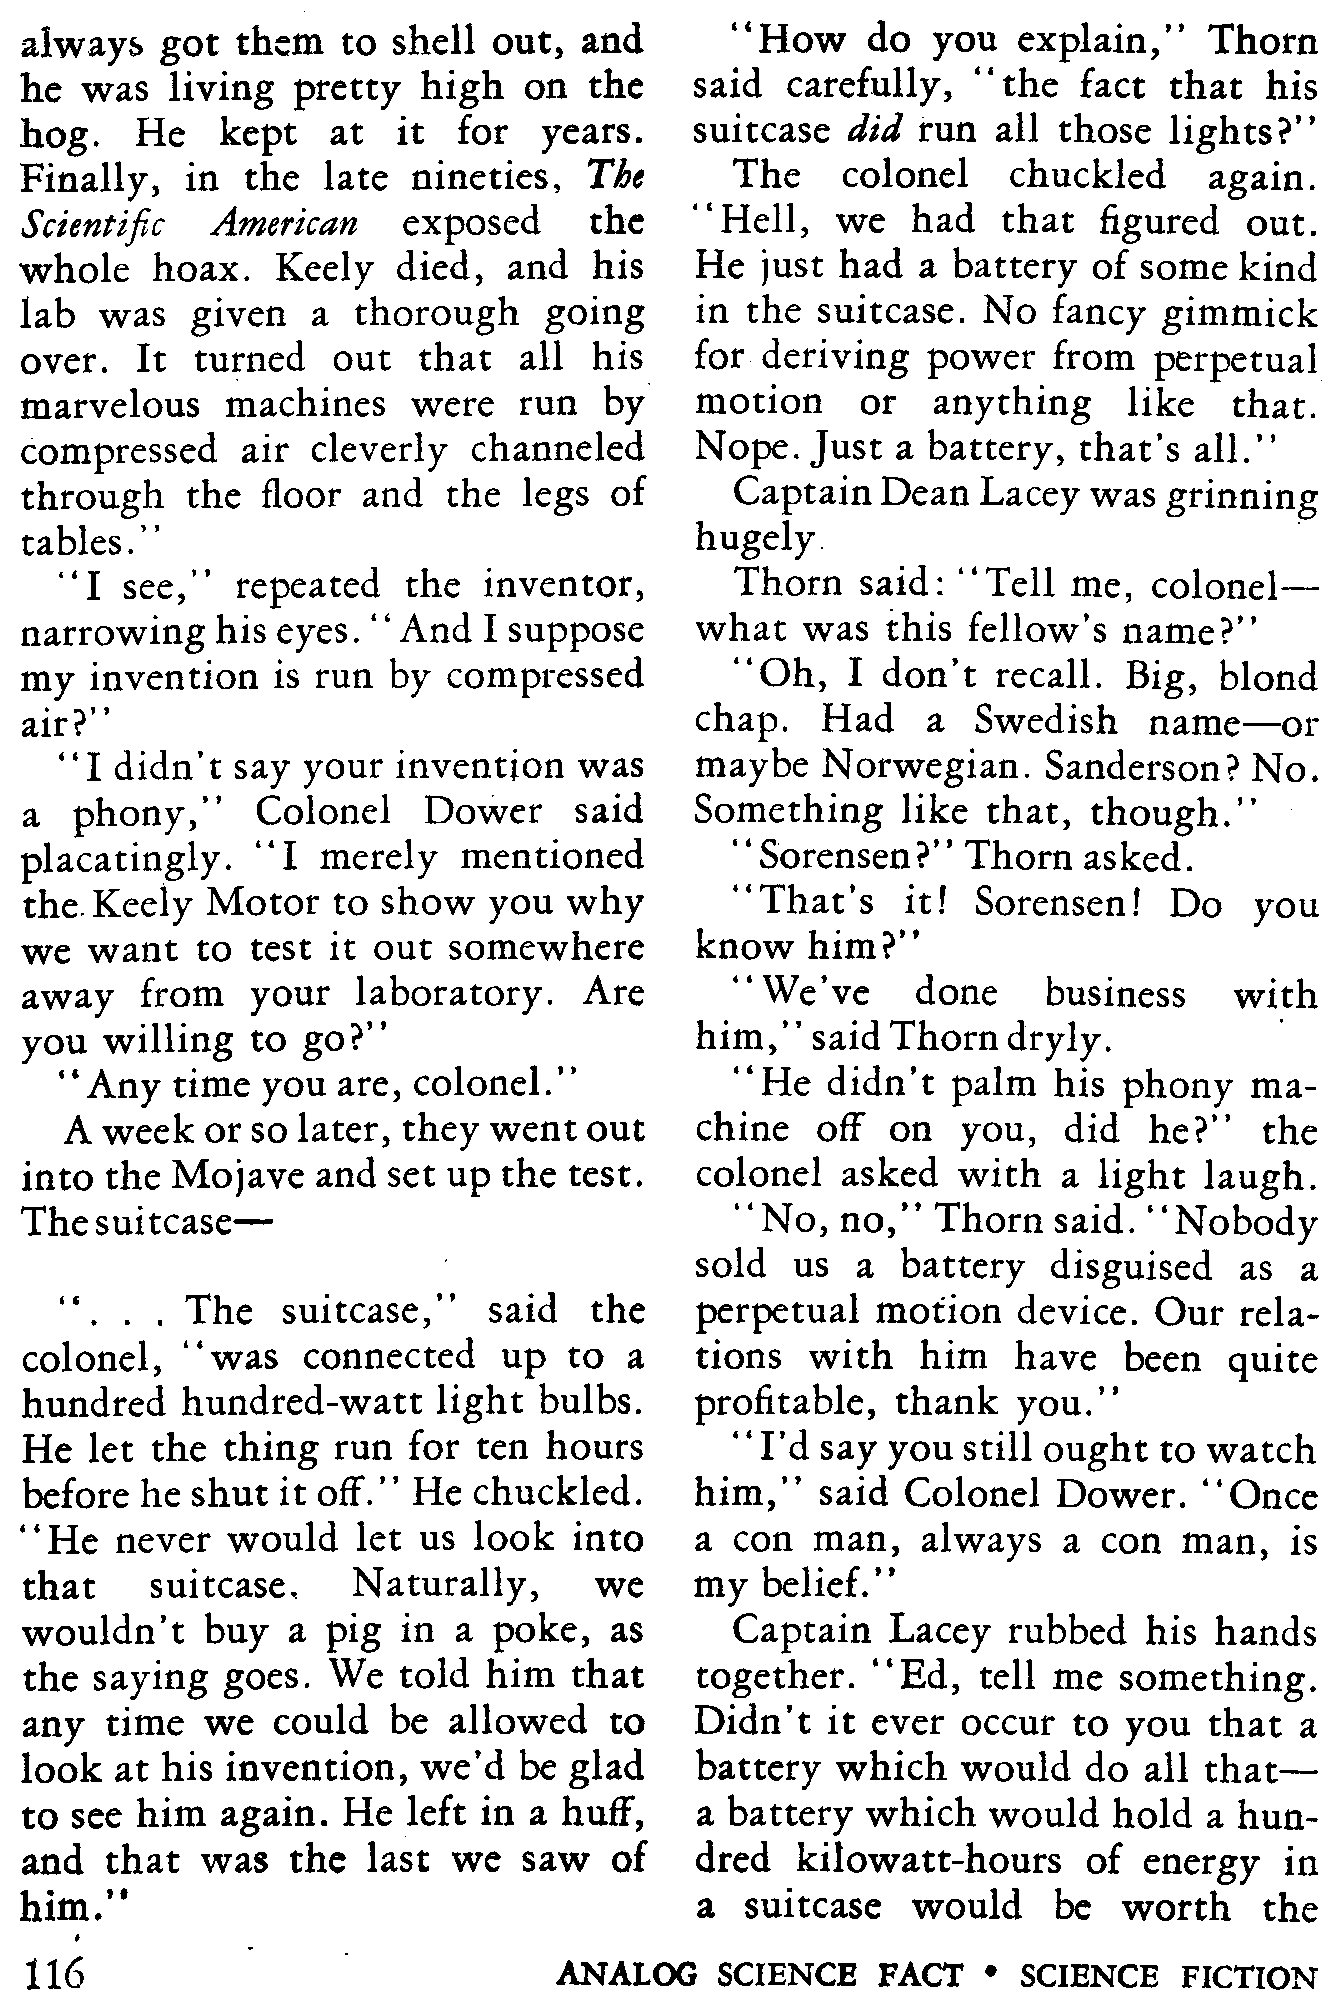 always got them to shell out, and
he was living pretty high on the
hog. He kept at it for years.
Finally, in the late nineties, The
Scientific American exposed the
whole hoax. Keely died, and his
lab was given a thorough going
over. It turned out that all his
marvelous machines were run by
compressed air cleverly channeled
through the floor and the legs of
tables."
"I see," repeated the inventor,
narrowing his eyes. "And I suppose
my invention is run by compressed
air?"
"I didn't say your invention was
a phony," Colonel Dower said
placatingly. "I merely mentioned
the Keely Motor to show you why
we want to test it out somewhere
away from your laboratory. Are
you willing to go?"
"Any time you are, colonel."
A week or so later, they went out
into the Mojave and set up the test.
The suitcase—
". . . The suitcase," said the
colonel, "was connected up to a
hundred hundred-watt light bulbs.
He let the thing run for ten hours
before he shut it off." He chuckled.
"He never would let us look into
that suitcase. Naturally, we
wouldn't buy a pig in a poke, as
the saying goes. We told him that
any time we could be allowed to
look at his invention, we'd be glad
to see him again. He left in a huff,
and that was the last we saw of
him."
"How do you explain," Thorn
said carefully, "the fact that his
suitcase did run all those lights?"
The colonel chuckled again.
"Hell, we had that figured out.
He just had a battery of some kind
in the suitcase. No fancy gimmick
for deriving power from perpetual
motion or anything like that.
Nope. Just a battery, that's all."
Captain Dean Lacey was grinning
hugely.
Thorn said: "Tell me, colonel—
what was this fellow's name?"
"Oh, I don't recall. Big, blond
chap. Had a Swedish name—or
maybe Norwegian. Sanderson? No.
Something like that, though."
"Sorensen?" Thorn asked.
"That's it! Sorensen! Do you
know him?"
"We've done business with
him," said Thorn dryly.
"He didn't palm his phony ma-
chine off on you, did he?" the
colonel asked with a light laugh.
"No, no," Thorn said. "Nobody
sold us a battery disguised as a
perpetual motion device. Our rela-
tions with him have been quite
profitable, thank you."
"I'd say you still ought to watch
him," said Colonel Dower. "Once
a con man, always a con man, is
my belief."
Captain Lacey rubbed his hands
together. "Ed, tell me something.
Didn't it ever occur to you that a
battery which would do all that—
a battery which would hold a hun-
dred kilowatt-hours of energy in
a suitcase would be worth the
116
ANALOG SCIENCE FACT • SCIENCE FICTION